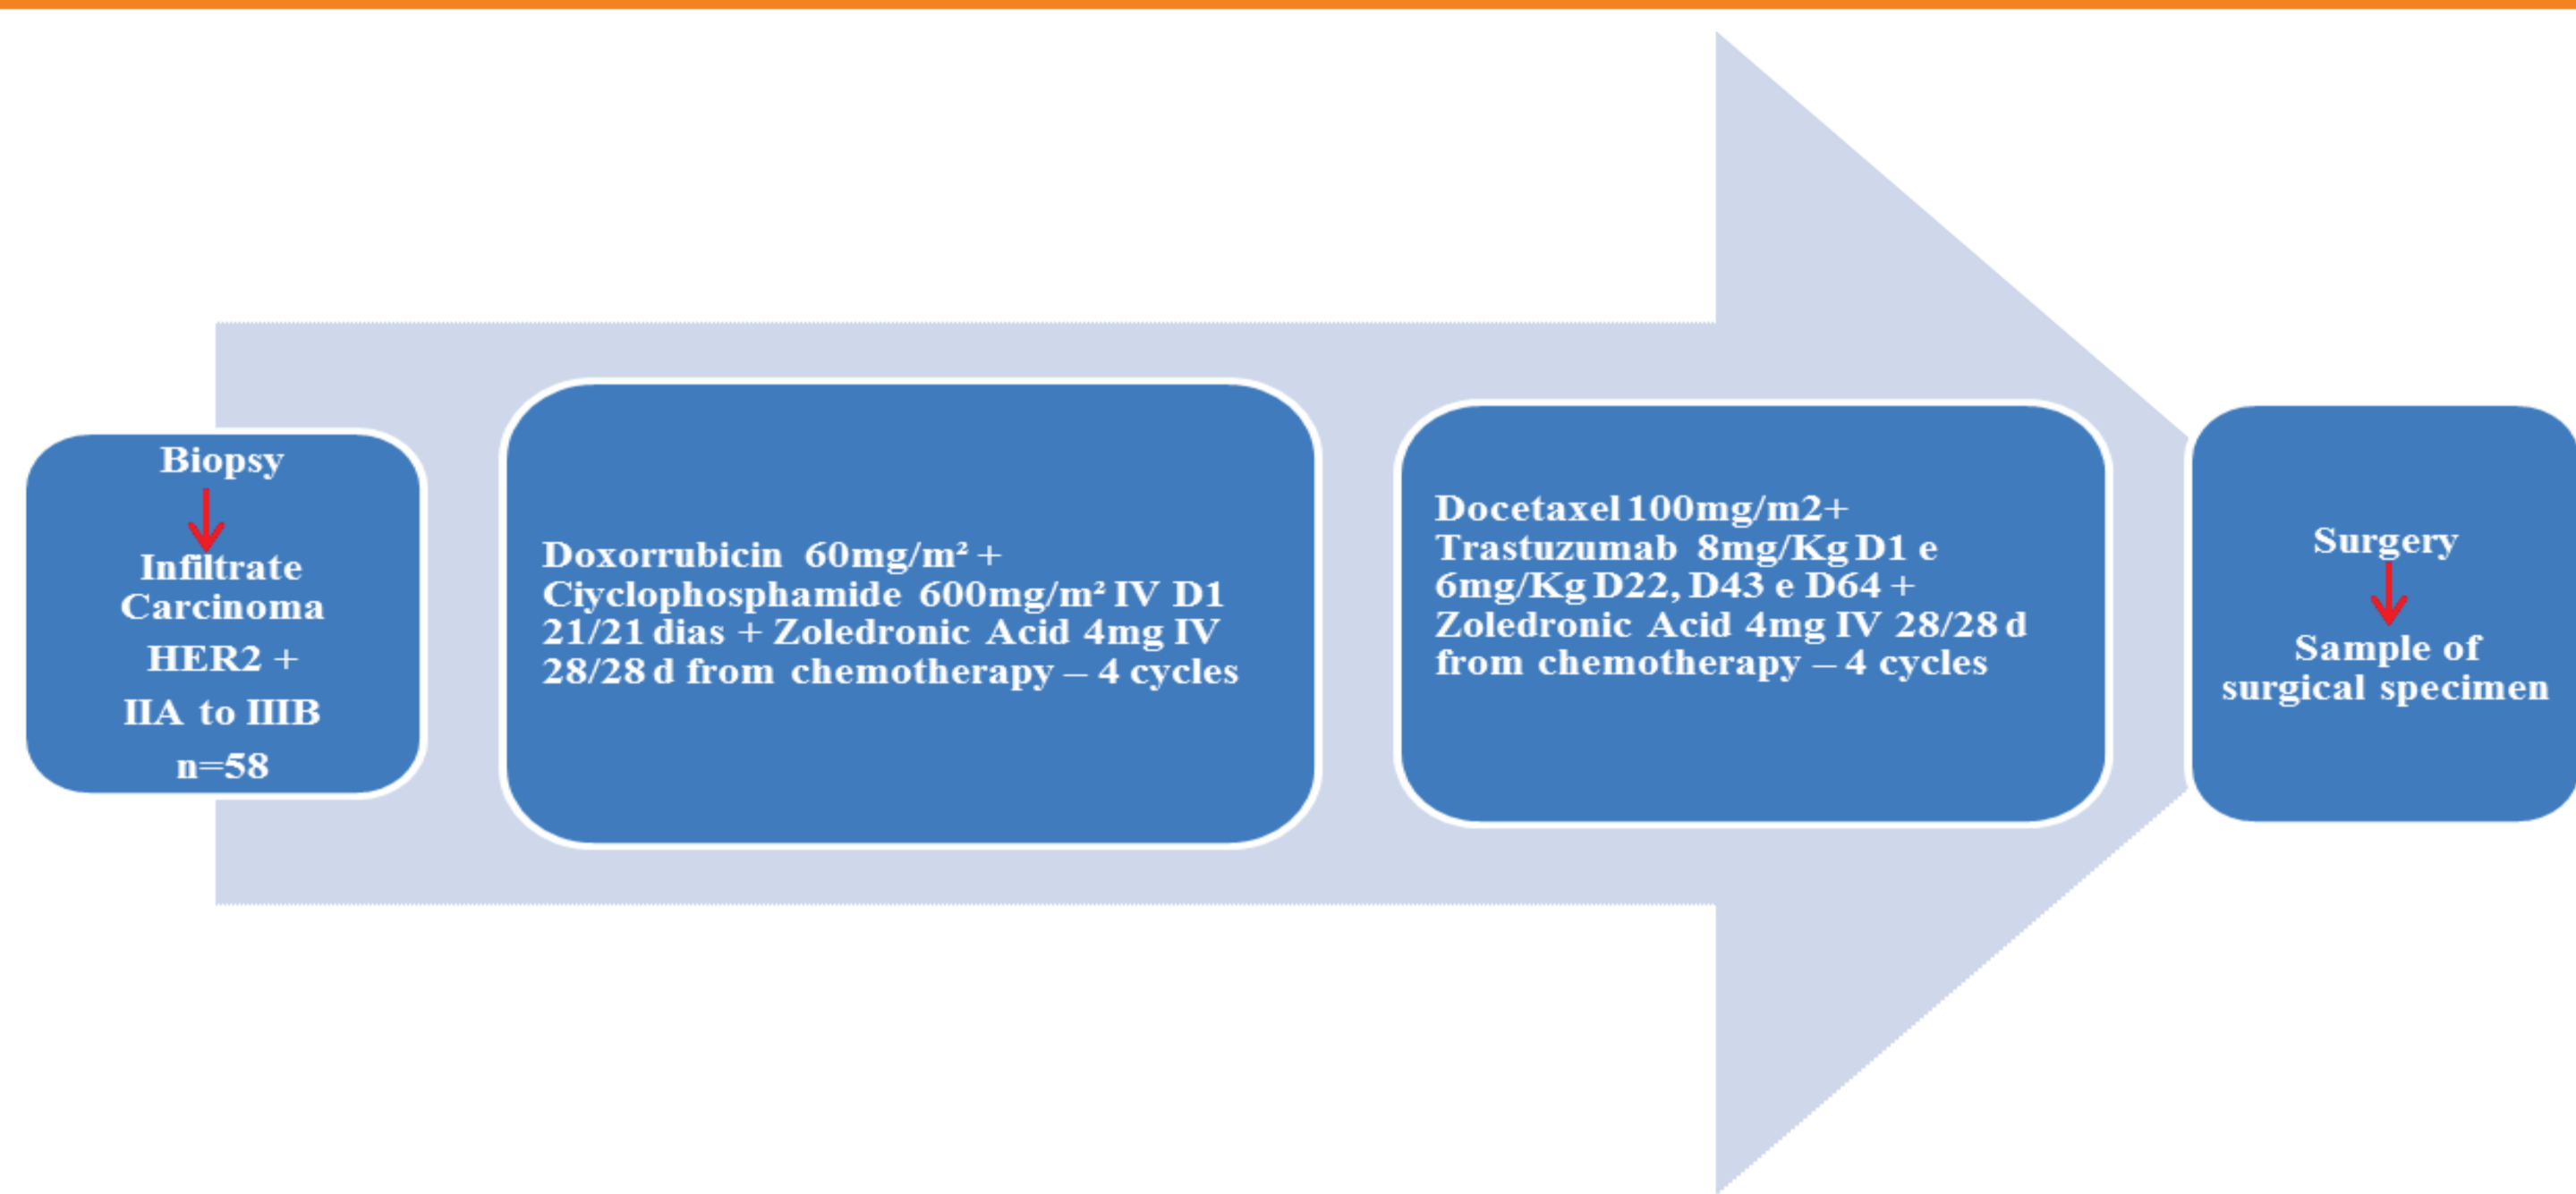 Biopsy
Infiltrate
Carcinoma
HER2 +
IIA to IIIB
n=58
Doxorrubicin 60mg/m² +
Ciyclophosphamide 600mg/m² IV D1
21/21 dias + Zoledronic Acid 4mg IV
28/28 d from chemotherapy – 4 cycles
Docetaxel 100mg/m2+
Trastuzumab 8mg/Kg D1 e
6mg/Kg D22, D43 e D64 +
Zoledronic Acid 4mg IV 28/28 d
from chemotherapy – 4 cycles
Surgery
Sample of
surgical specimen